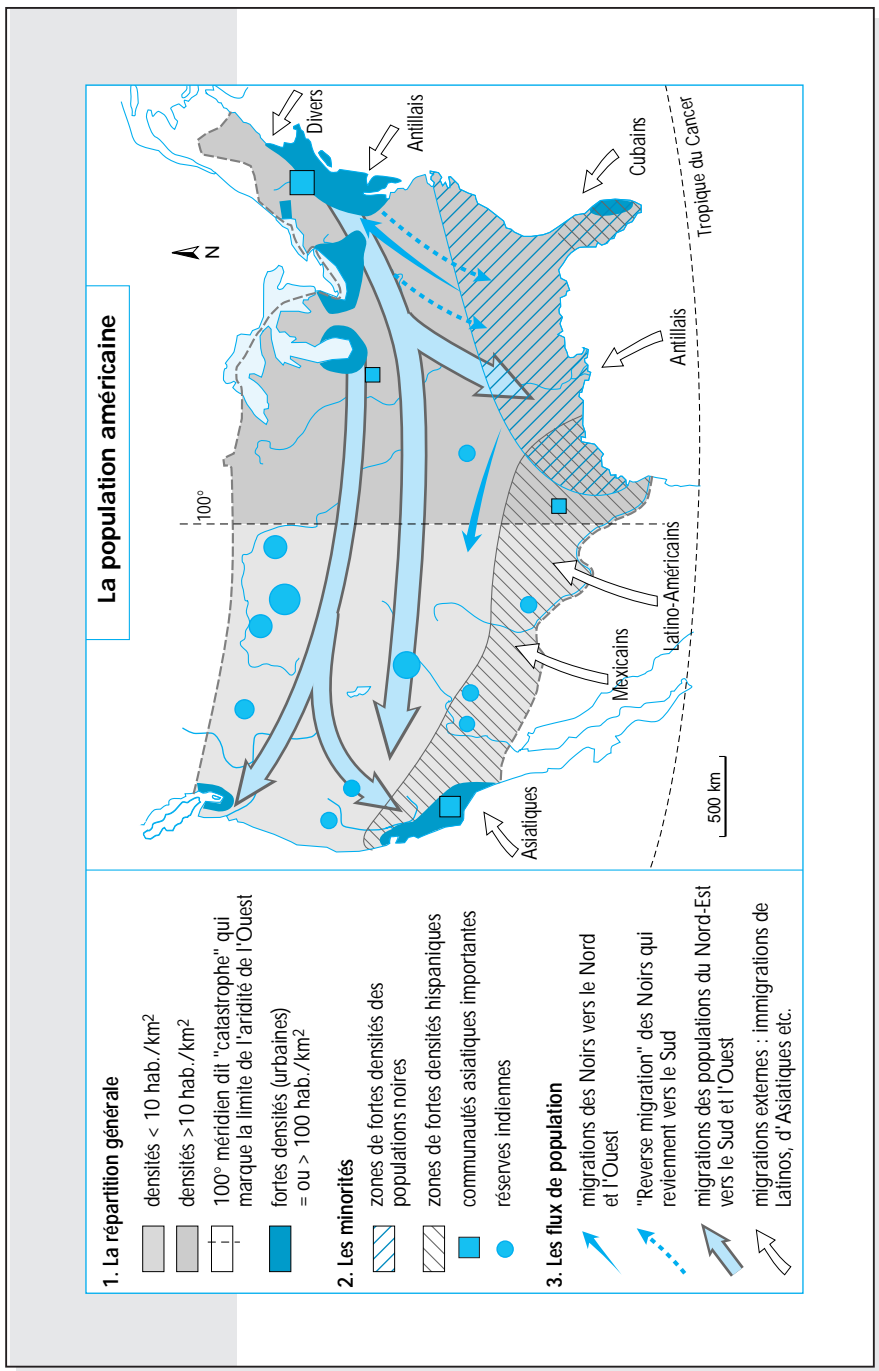 La population américaine
1. La répartition générale
densités < 10 hab./km²
densités >10 hab./km²
100° méridien dit "catastrophe" qui
marque la limite de l'aridité de l'Ouest
fortes densités (urbaines)
= ou > 100 hab./km²
2. Les minorités
zones de fortes densités des
populations noires
zones de fortes densités hispaniques
communautés asiatiques importantes
réserves indiennes
3. Les flux de population
migrations des Noirs vers le Nord
et l'Ouest
"Reverse migration" des Noirs qui
reviennent vers le Sud
migrations des populations du Nord-Est
vers le Sud et l'Ouest
migrations externes : immigrations de
Latinos, d'Asiatiques etc.
100°
N
Divers
Antillais
Cubains
Tropique du Cancer
Antillais
Latino-Américains
Mexicains
Asiatiques
500 km